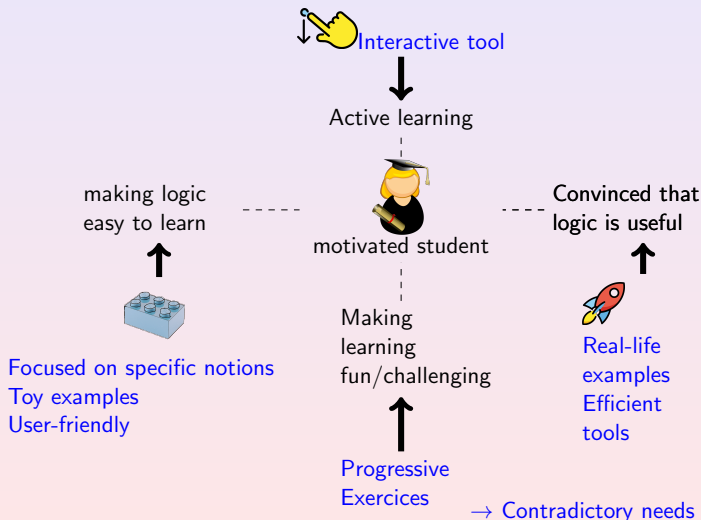 Interactive tool
Active learning
making logic
easy to learn
motivated student
Convinced that
logic is useful
Focused on specific notions
Toy examples
User-friendly
Making
learning
fun/challenging
Real-life
examples
Efficient
tools
Progressive
Exercices
→ Contradictory needs